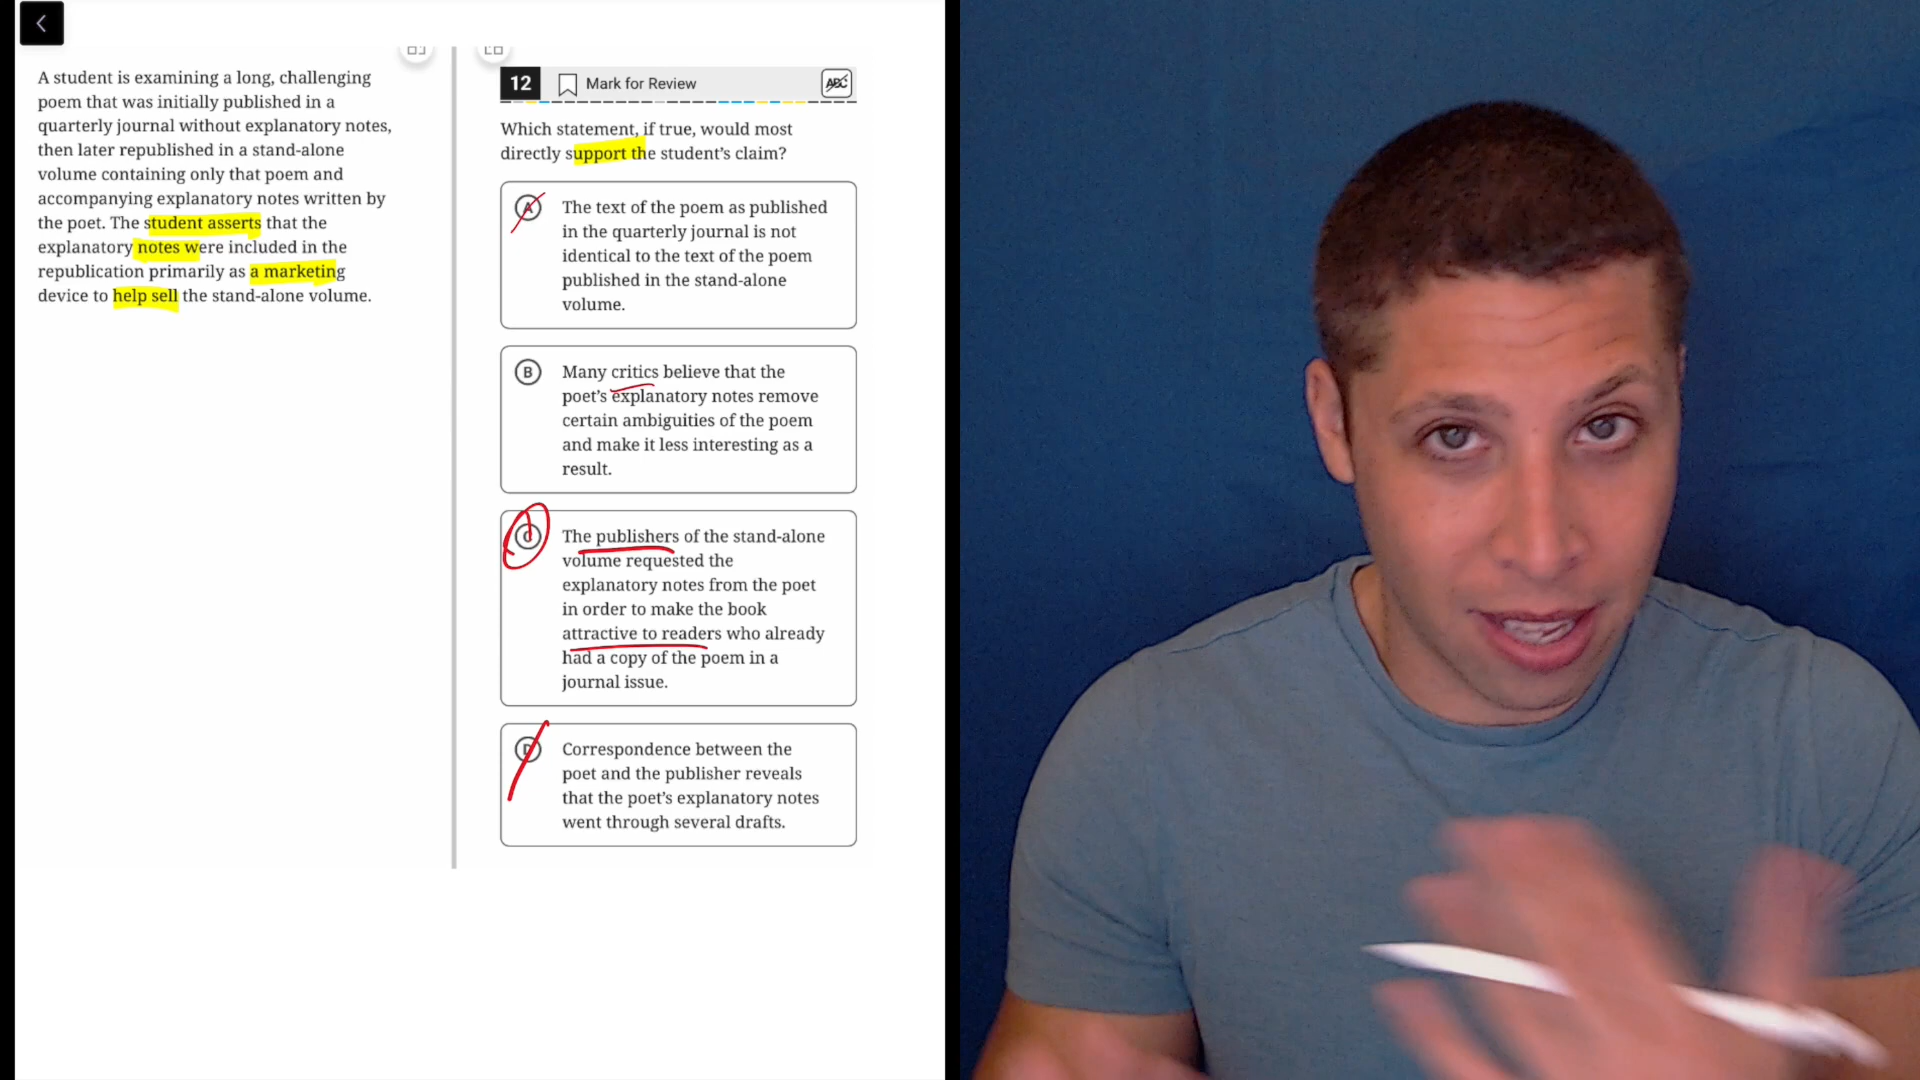 A student is examining a long, challenging
poem that was initially published in a
quarterly journal without explanatory notes,
then later republished in a stand-alone
volume containing only that poem and
accompanying explanatory notes written by
the poet. The student asserts that the
explanatory notes were included in the
republication primarily as a marketing
device to help sell the stand-alone volume.
12 Mark for Review ABC
Which statement, if true, would most
directly support the student's claim?
A The text of the poem as published
in the quarterly journal is not
identical to the text of the poem
published in the stand-alone
volume.
B Many critics believe that the
poet's explanatory notes remove
certain ambiguities of the poem
and make it less interesting as a
result.
C The publishers of the stand-alone
volume requested the
explanatory notes from the poet
in order to make the book
attractive to readers who already
had a copy of the poem in a
journal issue.
D Correspondence between the
poet and the publisher reveals
that the poet's explanatory notes
went through several drafts.